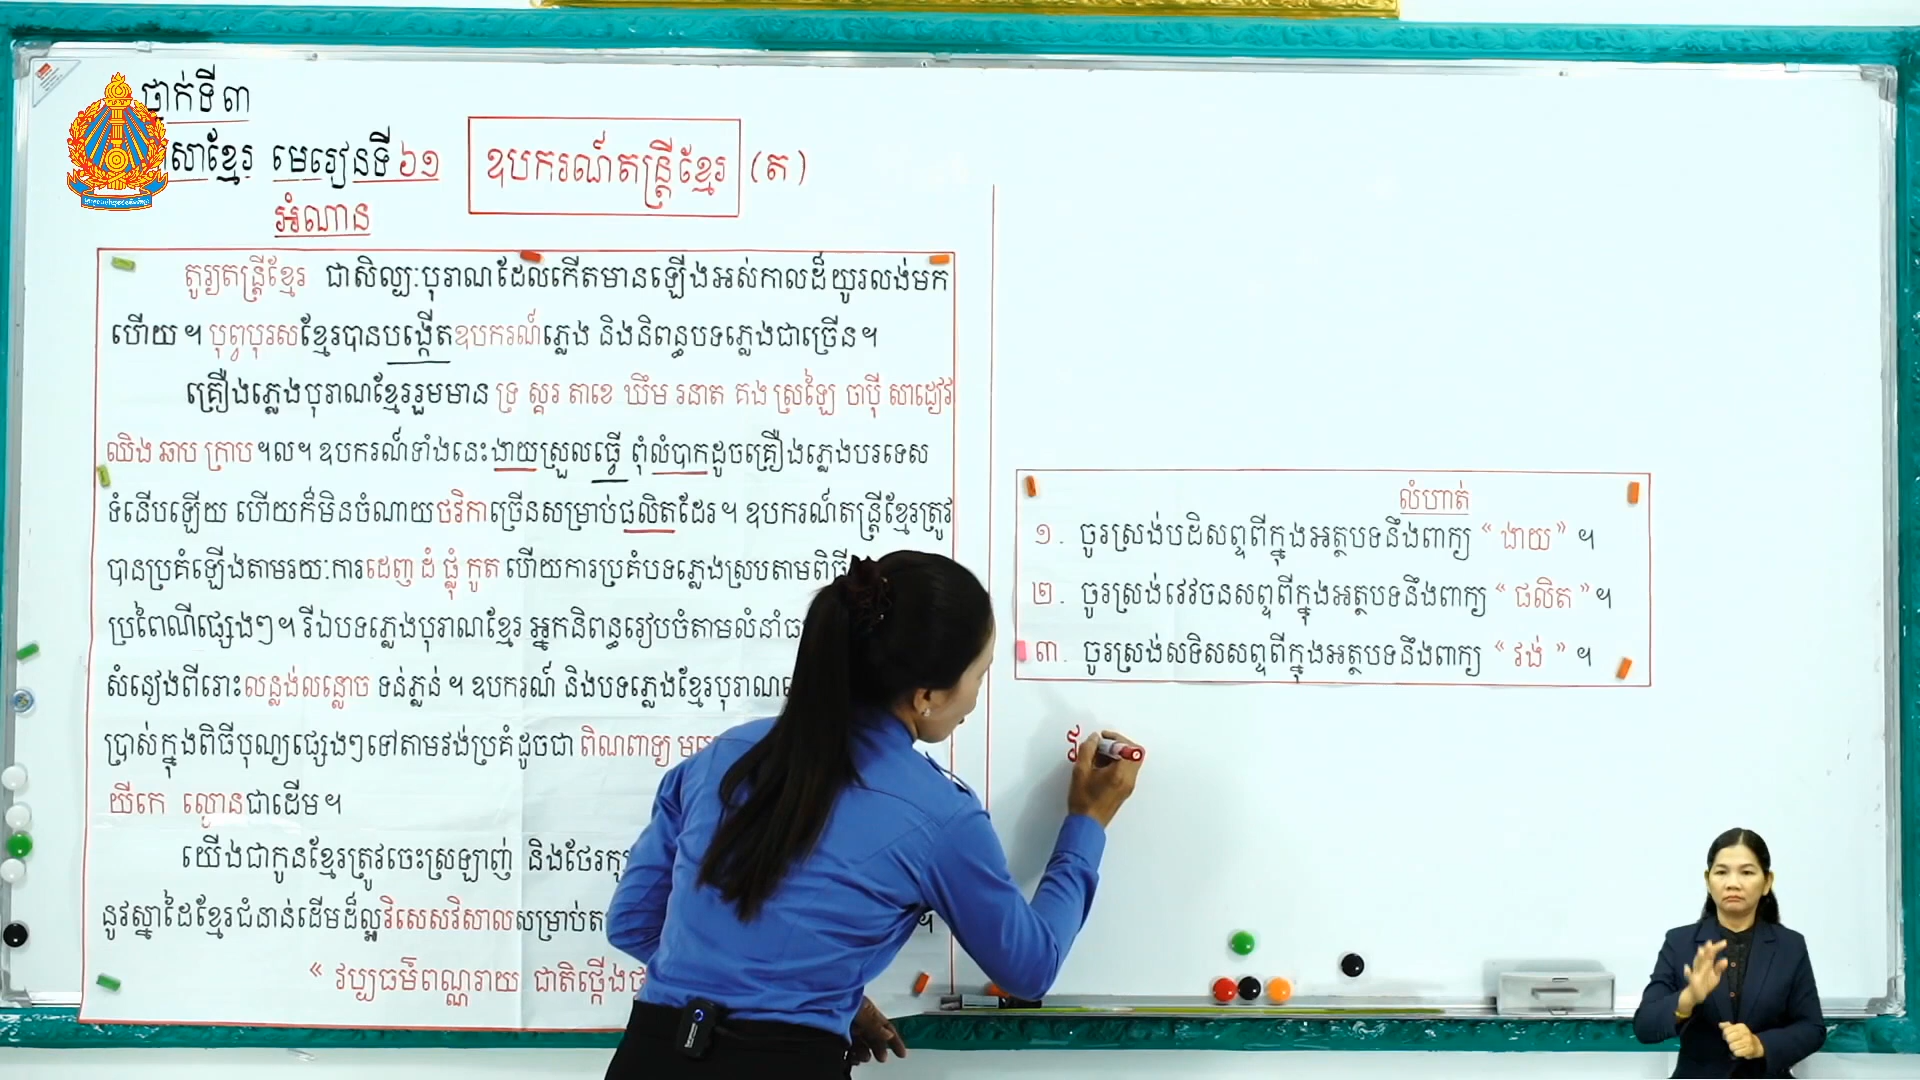 ថ្នាក់ទី ៣
ភាសាខ្មែរ មេរៀនទី ៦១ ឧបករណ៍តន្ត្រីខ្មែរ (ត)
អំណាន
តូរ្យតន្ត្រីខ្មែរ ជាសិល្បៈបុរាណដែលកើតមានឡើងអស់កាលដ៏យូរលង់មក
ហើយ។ បុព្វបុរសខ្មែរបានបង្កើតឧបករណ៍ភ្លេង និងនិពន្ធបទភ្លេងជាច្រើន។
គ្រឿងភ្លេងបុរាណខ្មែររួមមាន ទ្រ ស្គរ តាខេ ឃឹម រនាត គង ស្រឡៃ ចាប៉ី សាដៀវ
ឈិង ឆាប ក្រាប។ល។ ឧបករណ៍ទាំងនេះងាយស្រួលធ្វើ ពុំលំបាកដូចគ្រឿងភ្លេងបរទេស
ទំនើបឡើយ ហើយក៏មិនចំណាយថវិកាច្រើនសម្រាប់ផលិតដែរ។ ឧបករណ៍តន្ត្រីខ្មែរត្រូវ
បានប្រគំឡើងតាមរយៈការដេញ ដំ ផ្លុំ កូត ហើយការប្រគំបទភ្លេងស្របតាមពិធី
ប្រពៃណីផ្សេងៗ។ រីឯបទភ្លេងបុរាណខ្មែរ អ្នកនិពន្ធរៀបចំតាមលំនាំ
សំនៀងពីរោះលន្លង់លន្លោច ទន់ភ្លន់។ ឧបករណ៍ និងបទភ្លេងខ្មែរបុរាណ
ប្រាស់ក្នុងពិធីបុណ្យផ្សេងៗទៅតាមវង់ប្រគំដូចជា ពិណពាទ្យ
យីកេ ល្ខោនជាដើម។
យើងជាកូនខ្មែរត្រូវចេះស្រឡាញ់ និងថែរក្សា
នូវស្នាដៃខ្មែរជំនាន់ដើមដ៏ល្អវិសេសវិសាលសម្រាប់
« វប្បធម៌ពណ្ណរាយ ជាតិថ្កើងថ្កាន
លំហាត់
១. ចូរស្រង់បដិសព្ទពីក្នុងអត្ថបទនឹងពាក្យ “ ងាយ” ។
២. ចូរស្រង់វេវចនសព្ទពីក្នុងអត្ថបទនឹងពាក្យ “ ផលិត ” ។
៣. ចូរស្រង់សទិសសព្ទពីក្នុងអត្ថបទនឹងពាក្យ “ វង់ ” ។